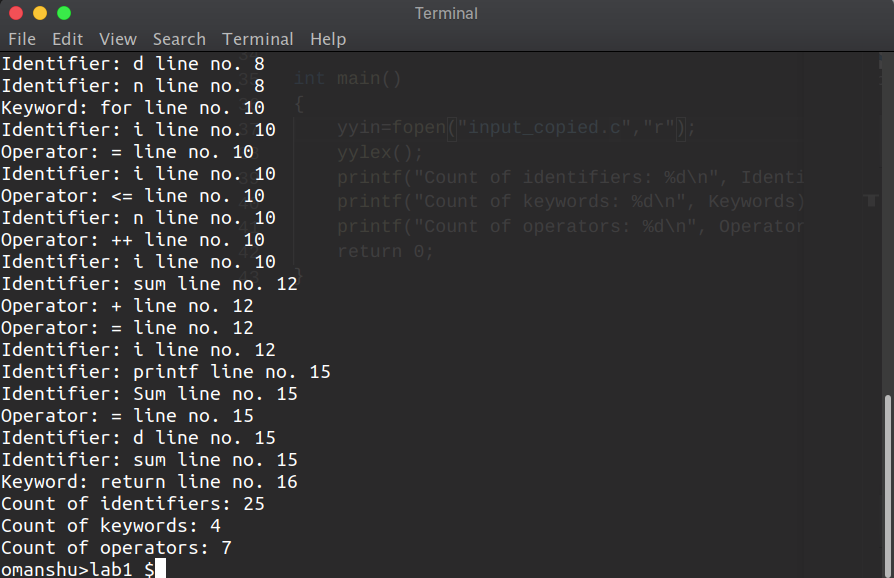 Terminal
File Edit View Search Terminal Help
Identifier: d line no. 8
Identifier: n line no. 8
Keyword: for line no. 10
Identifier: i line no. 10
Operator: = line no. 10
Identifier: i line no. 10
Operator: <= line no. 10
Identifier: n line no. 10
Operator: ++ line no. 10
Identifier: i line no. 10
Identifier: sum line no. 12
Operator: + line no. 12
Operator: = line no. 12
Identifier: i line no. 12
Identifier: printf line no. 15
Identifier: Sum line no. 15
Operator: = line no. 15
Identifier: d line no. 15
Identifier: sum line no. 15
Keyword: return line no. 16
Count of identifiers: 25
Count of keywords: 4
Count of operators: 7
omanshu>lab1 $
int main()
{
yyin=fopen("input_copied.c","r");
yylex();
printf("Count of identifiers: %d\n", Identi
printf("Count of keywords: %d\n", Keywords)
printf("Count of operators: %d\n", Operator
return 0;
}